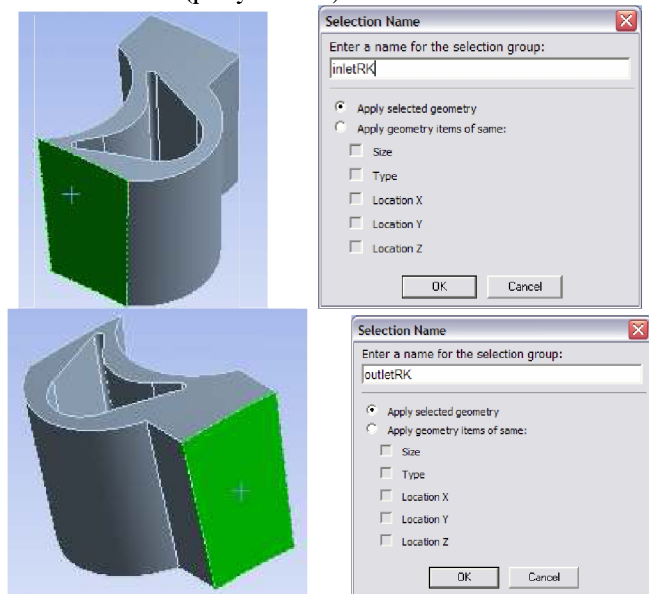 Selection Name
Enter a name for the selection group:
inletRK
Apply selected geometry
Apply geometry items of same:
Size
Type
Location X
Location Y
Location Z
OK Cancel
Selection Name
Enter a name for the selection group:
outletRK
Apply selected geometry
Apply geometry items of same:
Size
Type
Location X
Location Y
Location Z
OK Cancel